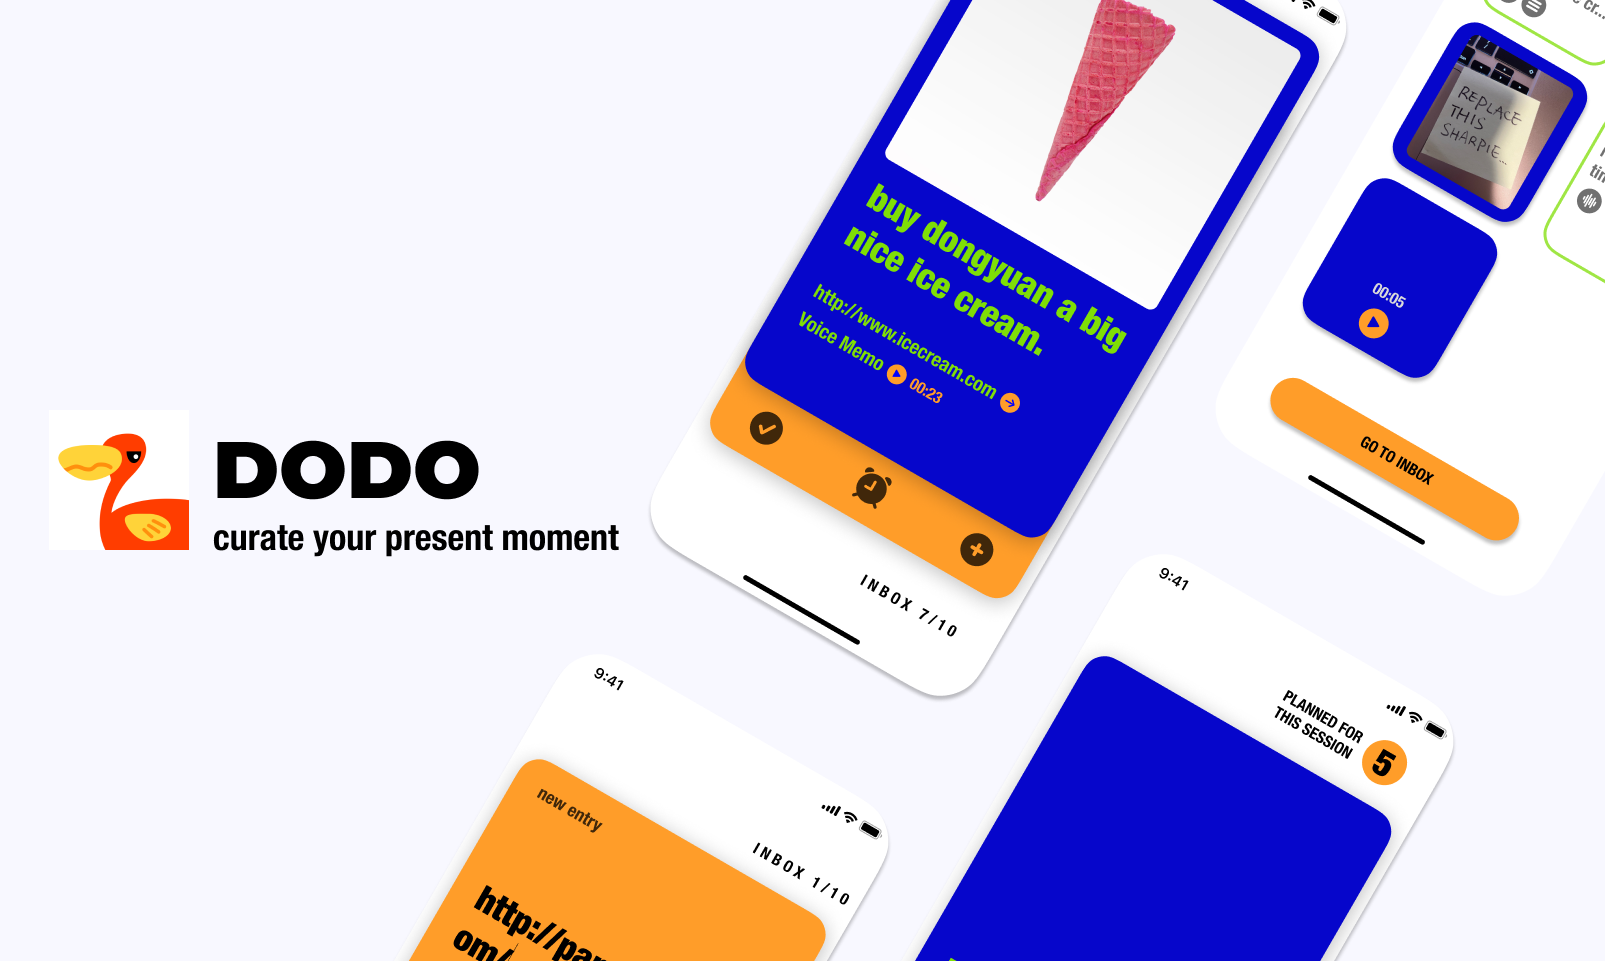 DODO
curate your present moment
buy dongyuan a big
nice ice cream.
http://www.icecream.com
Voice Memo 00:23
INBOX 7/10
REPLACE
THIS
SHARPIE...
00:05
GO TO INBOX
9:41
new entry
INBOX 1/10
om/
9:41
PLANNED FOR
THIS SESSION
5